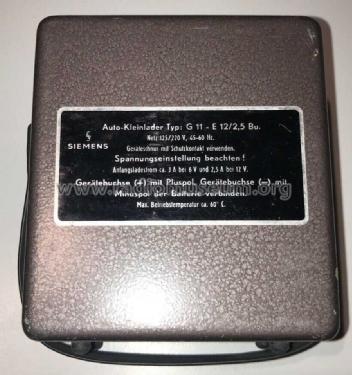 Auto-Kleinlader Typ: G 11 - E 12/2,5 Bu.
Netz 125/220 V, 45-60 Hz.
Geräteschnur mit Schutzkontakt verwenden.
SIEMENS
Spannungseinstellung beachten!
Anfangsladestrom ca. 3 A bei 6 V und 2,5 A bei 12 V.
Gerätebuchse (+) mit Pluspol, Gerätebuchse (—) mit
Minuspol der Batterie verbinden.
Max. Betriebstemperatur ca. 60° C.